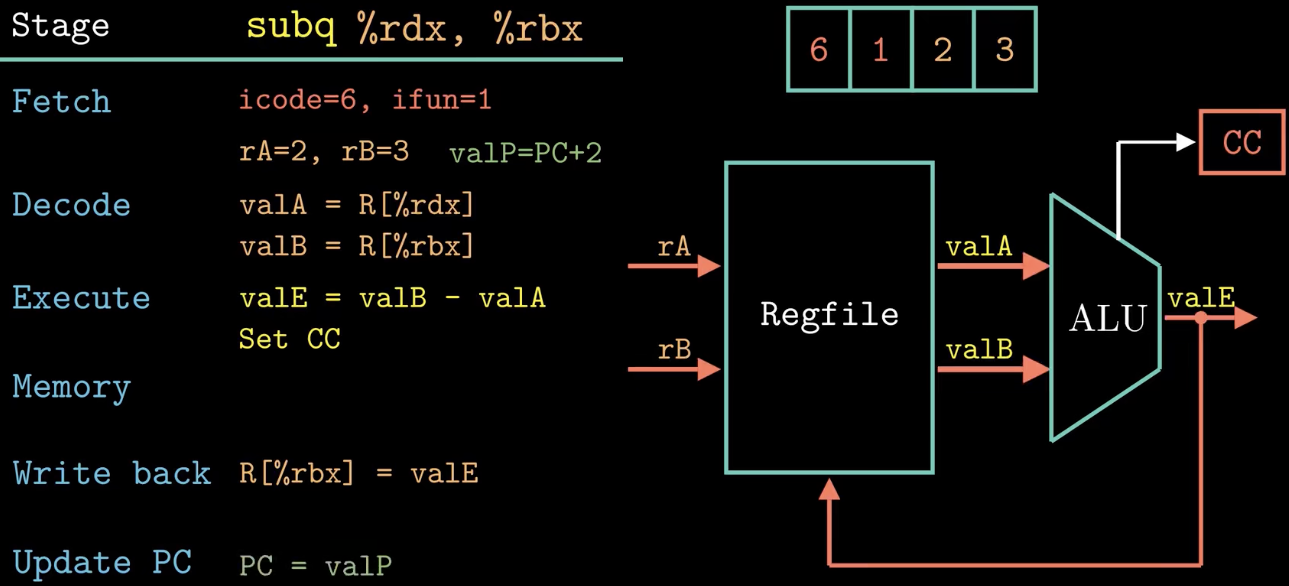 Stage subq %rdx, %rbx
Fetch icode=6, ifun=1
rA=2, rB=3 valP=PC+2
Decode valA = R[%rdx]
valB = R[%rbx]
Execute valE = valB - valA
Set CC
Memory
Write back R[%rbx] = valE
Update PC PC = valP
6 1 2 3
CC
rA
rB
Regfile
valA
valB
ALU
valE